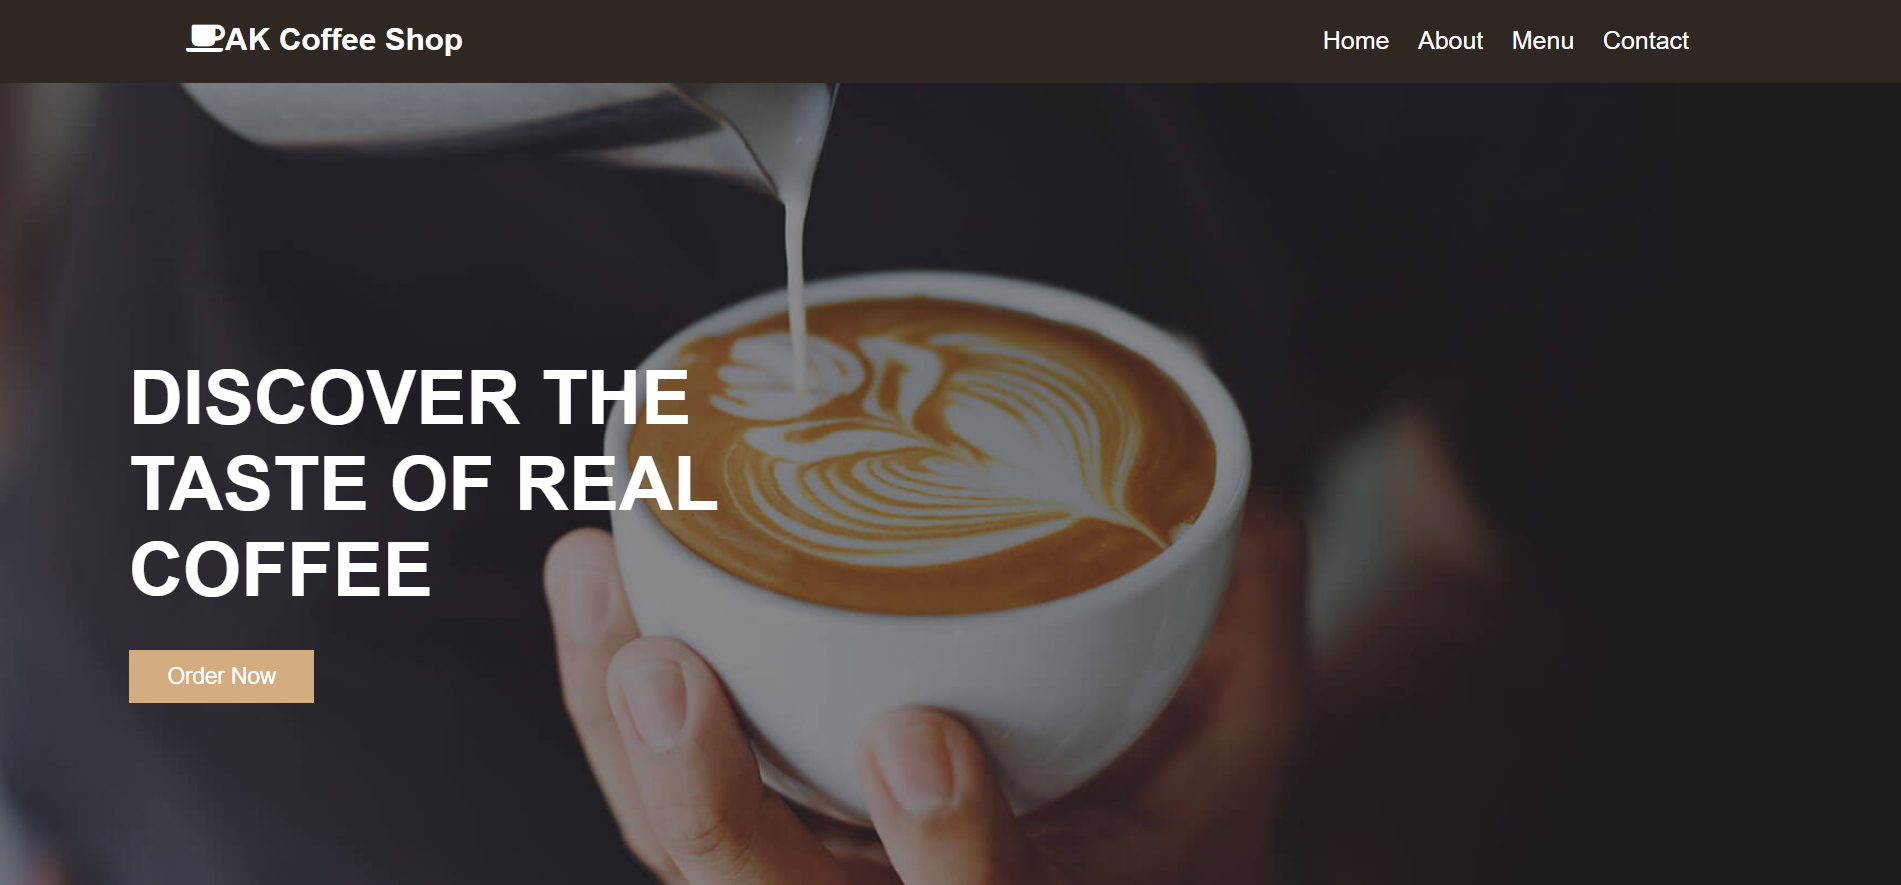 AK Coffee Shop
Home About Menu Contact
DISCOVER THE
TASTE OF REAL
COFFEE
Order Now